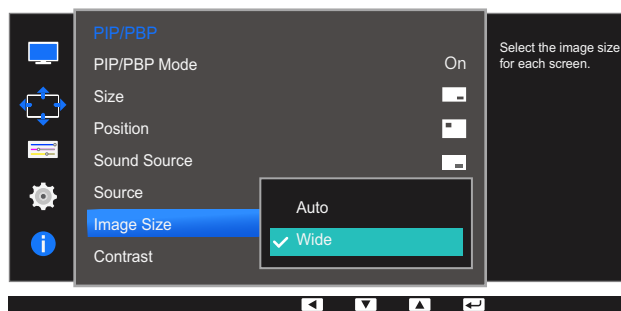 PIP/PBP
PIP/PBP Mode On
Size
Position
Sound Source
Source
Image Size
Contrast
Auto
Wide
Select the image size
for each screen.